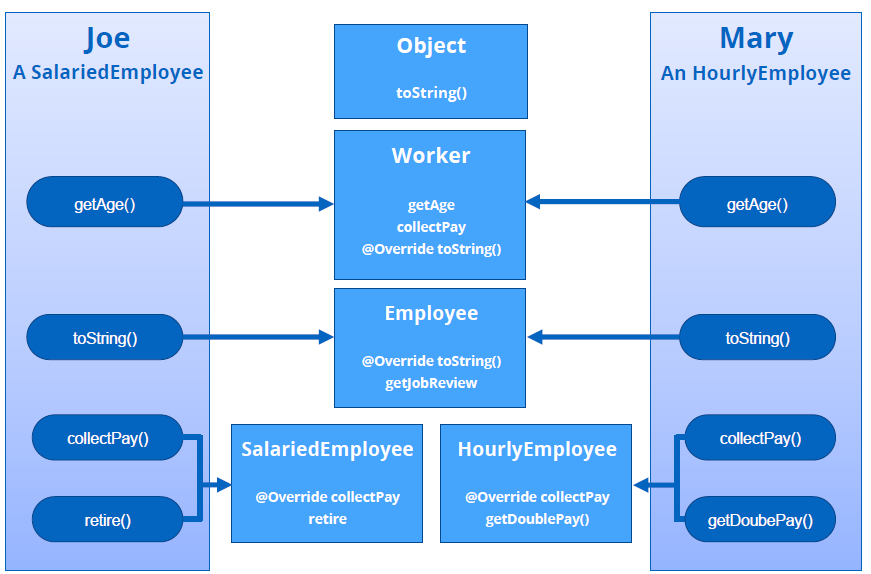 Joe
A SalariedEmployee
getAge()
toString()
collectPay()
retire()
Object
toString()
Worker
getAge
collectPay
@Override toString()
Employee
@Override toString()
getJobReview
SalariedEmployee
@Override collectPay
retire
HourlyEmployee
@Override collectPay
getDoublePay()
Mary
An HourlyEmployee
getAge()
toString()
collectPay()
getDoubePay()